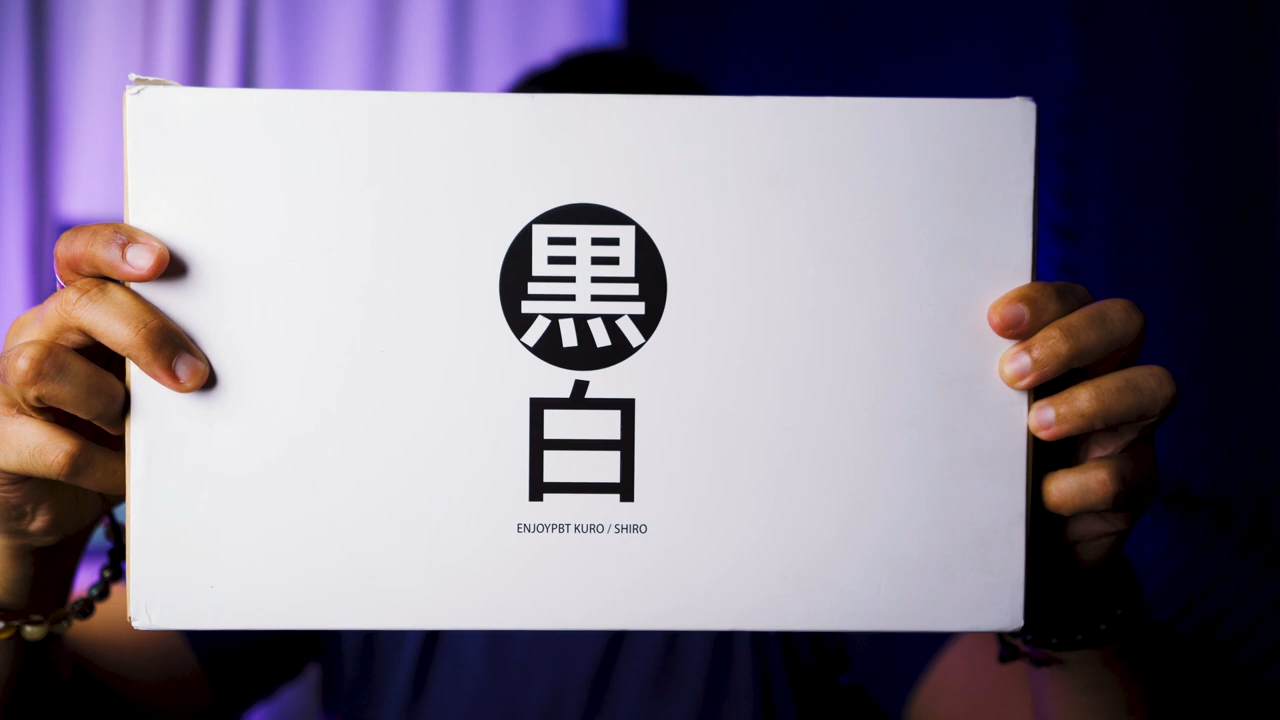 黒
白
ENJOYPBT KURO / SHIRO